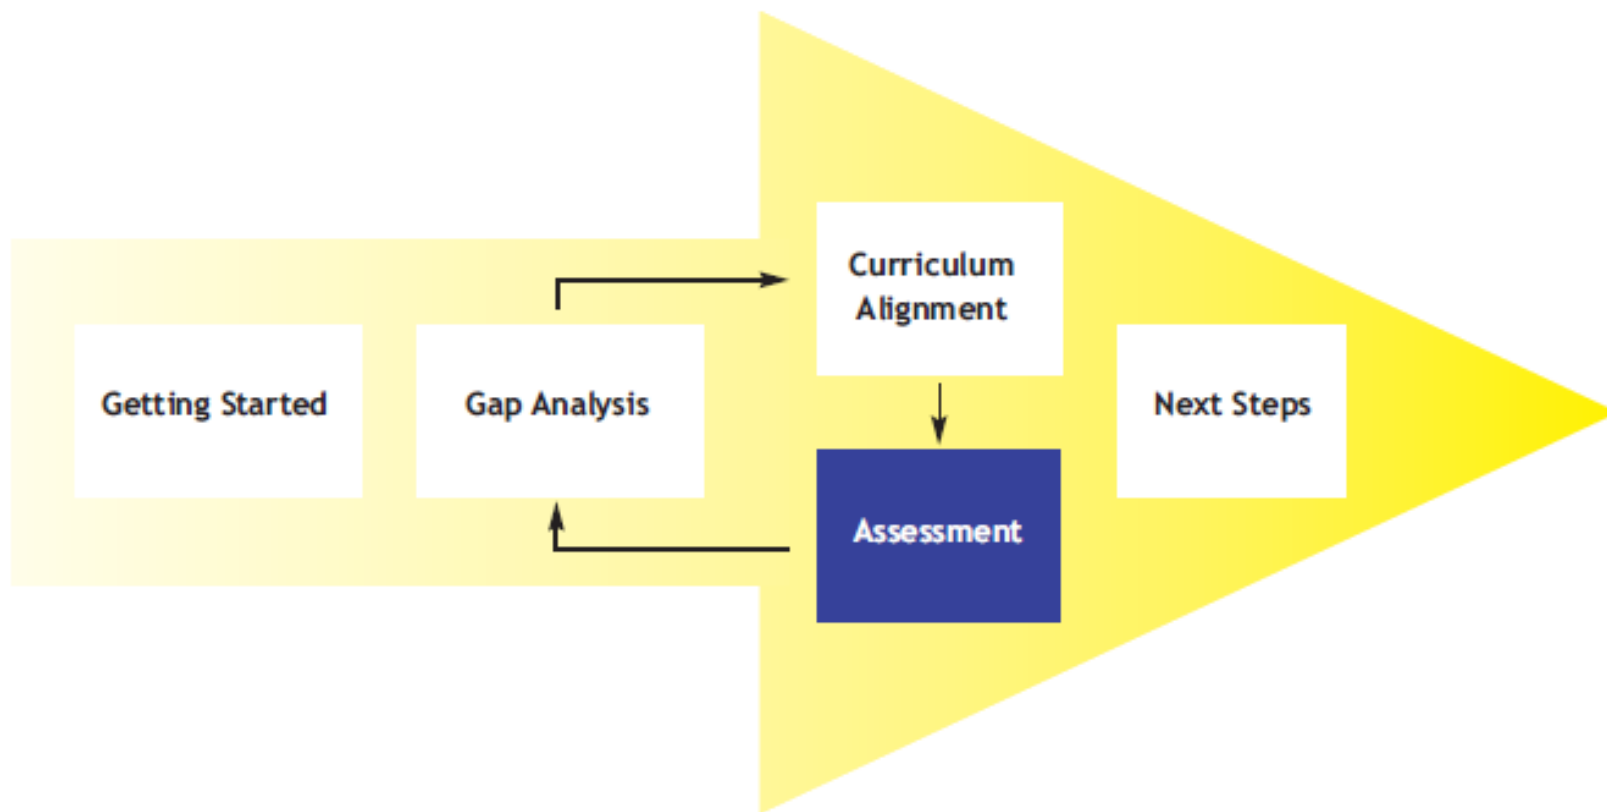 Getting Started
Gap Analysis
Curriculum
Alignment
Assessment
Next Steps